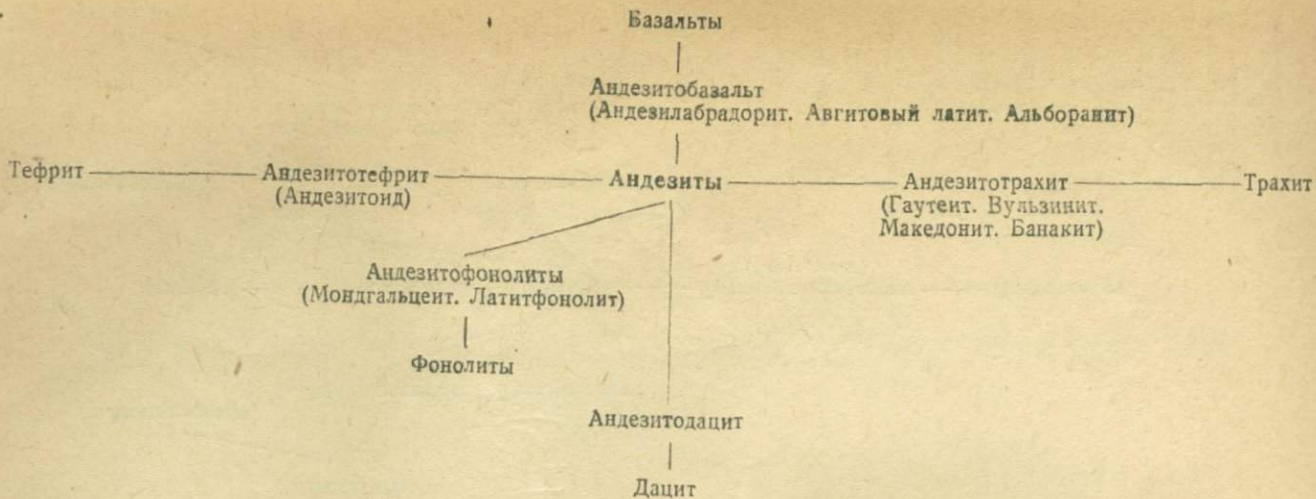 Базальты
Андезитобазальт
(Андезилабрадорит. Авгитовый латит. Альборанит)
Тефрит
Андезитотефрит
(Андезитоид)
Андезиты
Андезитотрахит
(Гаутеит. Вульзинит.
Македонит. Банакит)
Трахит
Андезитофонолиты
(Мондгальцеит. Латитфонолит)
Фонолиты
Андезитодацит
Дацит